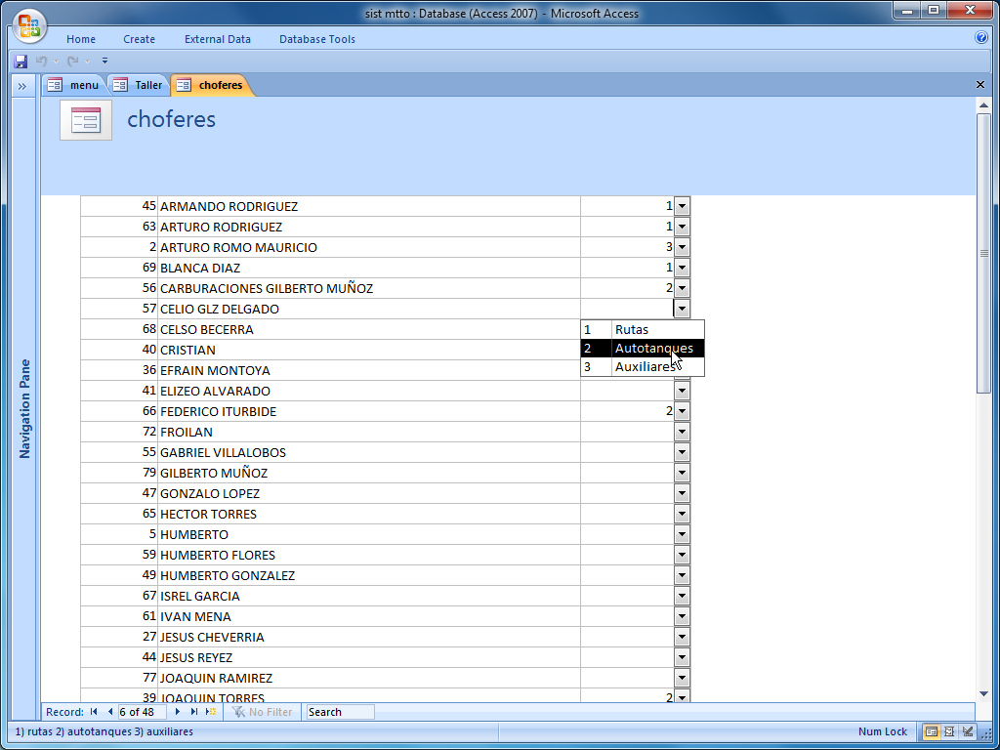 sist mtto : Database (Access 2007) - Microsoft Access
Home Create External Data Database Tools
menu Taller choferes
choferes
45 ARMANDO RODRIGUEZ 1
63 ARTURO RODRIGUEZ 1
2 ARTURO ROMO MAURICIO 3
69 BLANCA DIAZ 1
56 CARBURACIONES GILBERTO MUÑOZ 2
57 CELIO GLZ DELGADO
68 CELSO BECERRA
1 Rutas
40 CRISTIAN
2 Autotanques
36 EFRAIN MONTOYA
3 Auxiliares
41 ELIZEO ALVARADO
66 FEDERICO ITURBIDE 2
72 FROILAN
55 GABRIEL VILLALOBOS
79 GILBERTO MUÑOZ
47 GONZALO LOPEZ
65 HECTOR TORRES
5 HUMBERTO
59 HUMBERTO FLORES
49 HUMBERTO GONZALEZ
67 ISREL GARCIA
61 IVAN MENA
27 JESUS CHEVERRIA
44 JESUS REYEZ
77 JOAQUIN RAMIREZ
39 JOAQUIN TORRES 2
Navigation Pane
Record: 6 of 48 No Filter Search
1) rutas 2) autotanques 3) auxiliares Num Lock